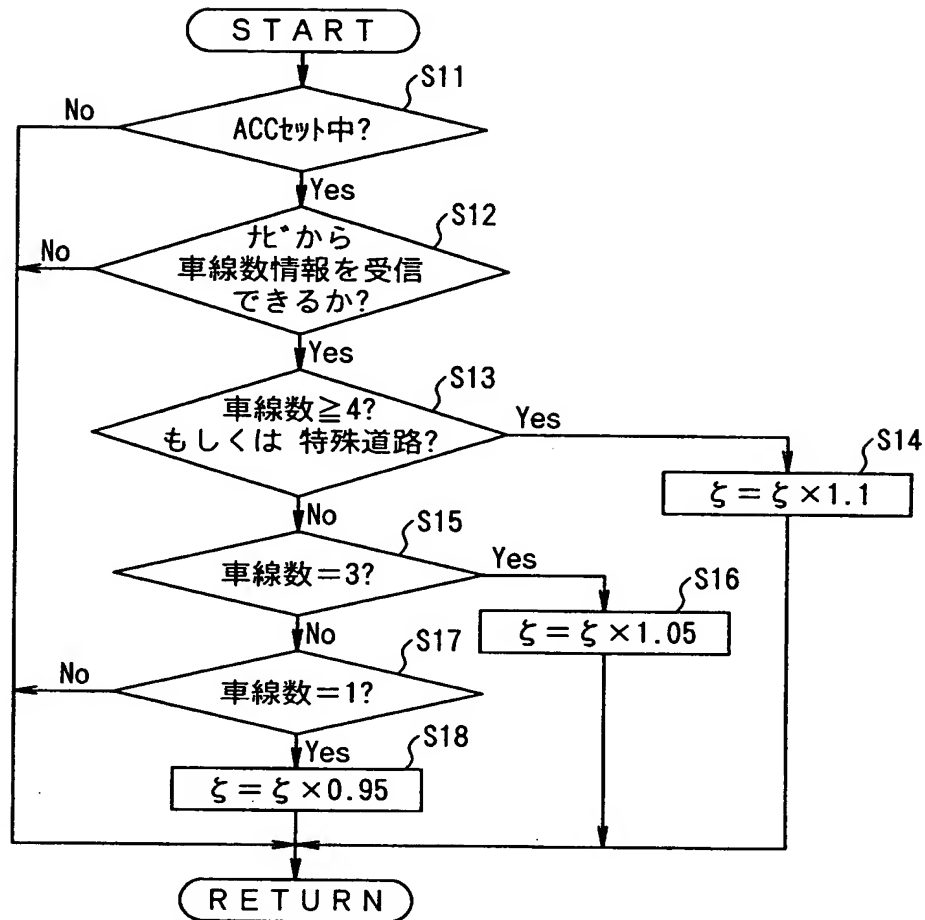 START
S11
No
ACCｾｯﾄ中?
Yes
S12
No
ﾅﾋﾞから
車線数情報を受信
できるか?
Yes
S13
車線数≧4?
もしくは 特殊道路?
Yes
S14
ζ=ζ×1.1
No
S15
車線数=3?
Yes
S16
ζ=ζ×1.05
No
S17
No
車線数=1?
Yes
S18
ζ=ζ×0.95
RETURN